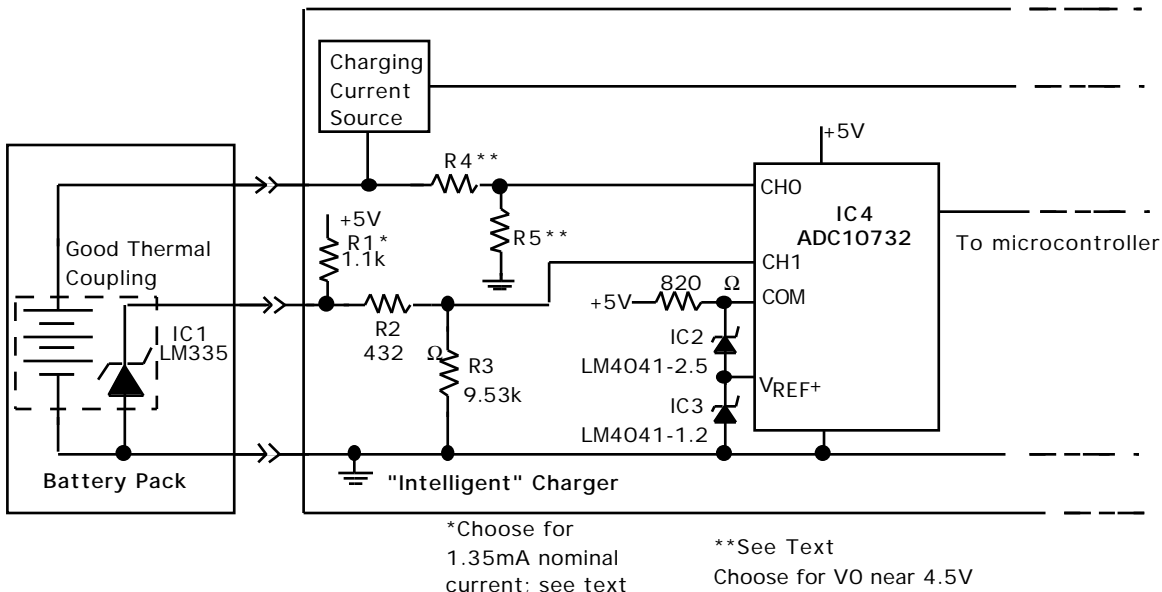 Charging
Current
Source
+5V
R4**
CH0
IC4
ADC10732
R5**
To microcontroller
+5V
R1*
1.1k
Good Thermal
Coupling
CH1
820 Ω
+5V
COM
IC1
LM335
R2
432 Ω
IC2
LM4041-2.5
R3
9.53k
VREF+
IC3
LM4041-1.2
Battery Pack
"Intelligent" Charger
*Choose for
1.35mA nominal
current; see text
**See Text
Choose for V0 near 4.5V